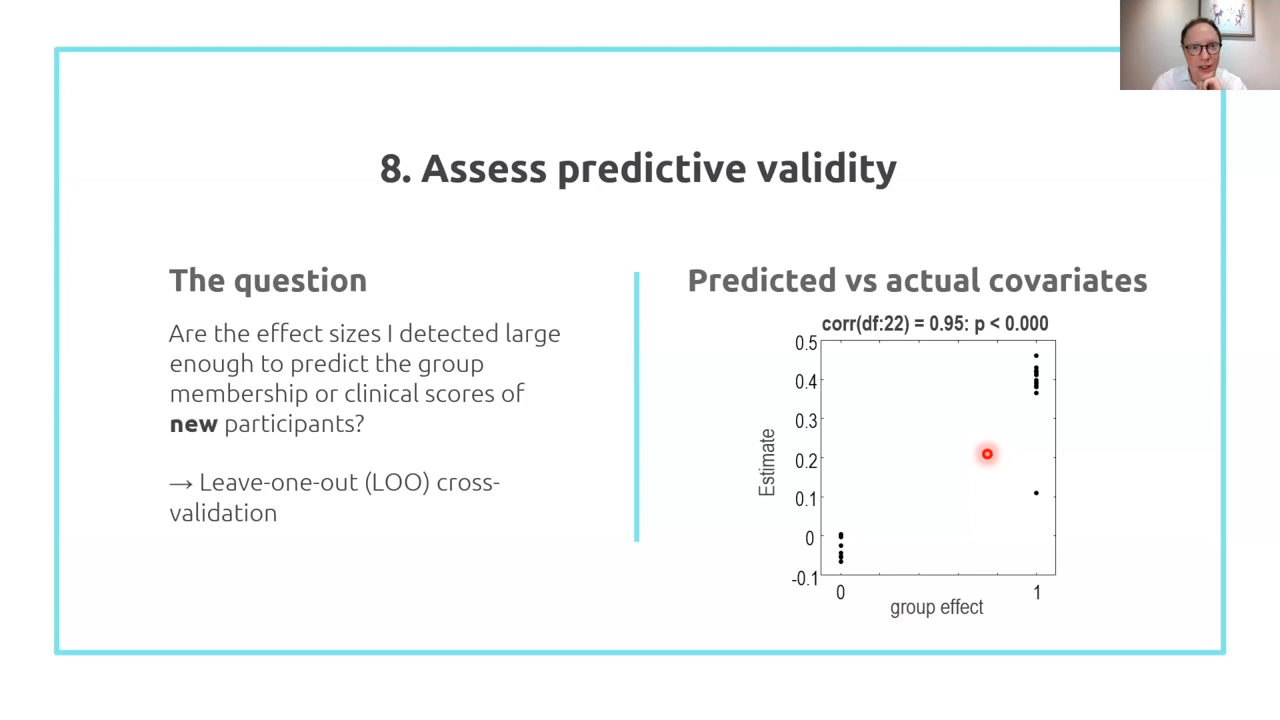 8. Assess predictive validity
The question
Are the effect sizes I detected large
enough to predict the group
membership or clinical scores of
new participants?
→ Leave-one-out (LOO) cross-
validation
Predicted vs actual covariates
corr(df:22) = 0.95: p < 0.000
0.5
0.4
0.3
0.2
0.1
0
-0.1
Estimate
0
1
group effect